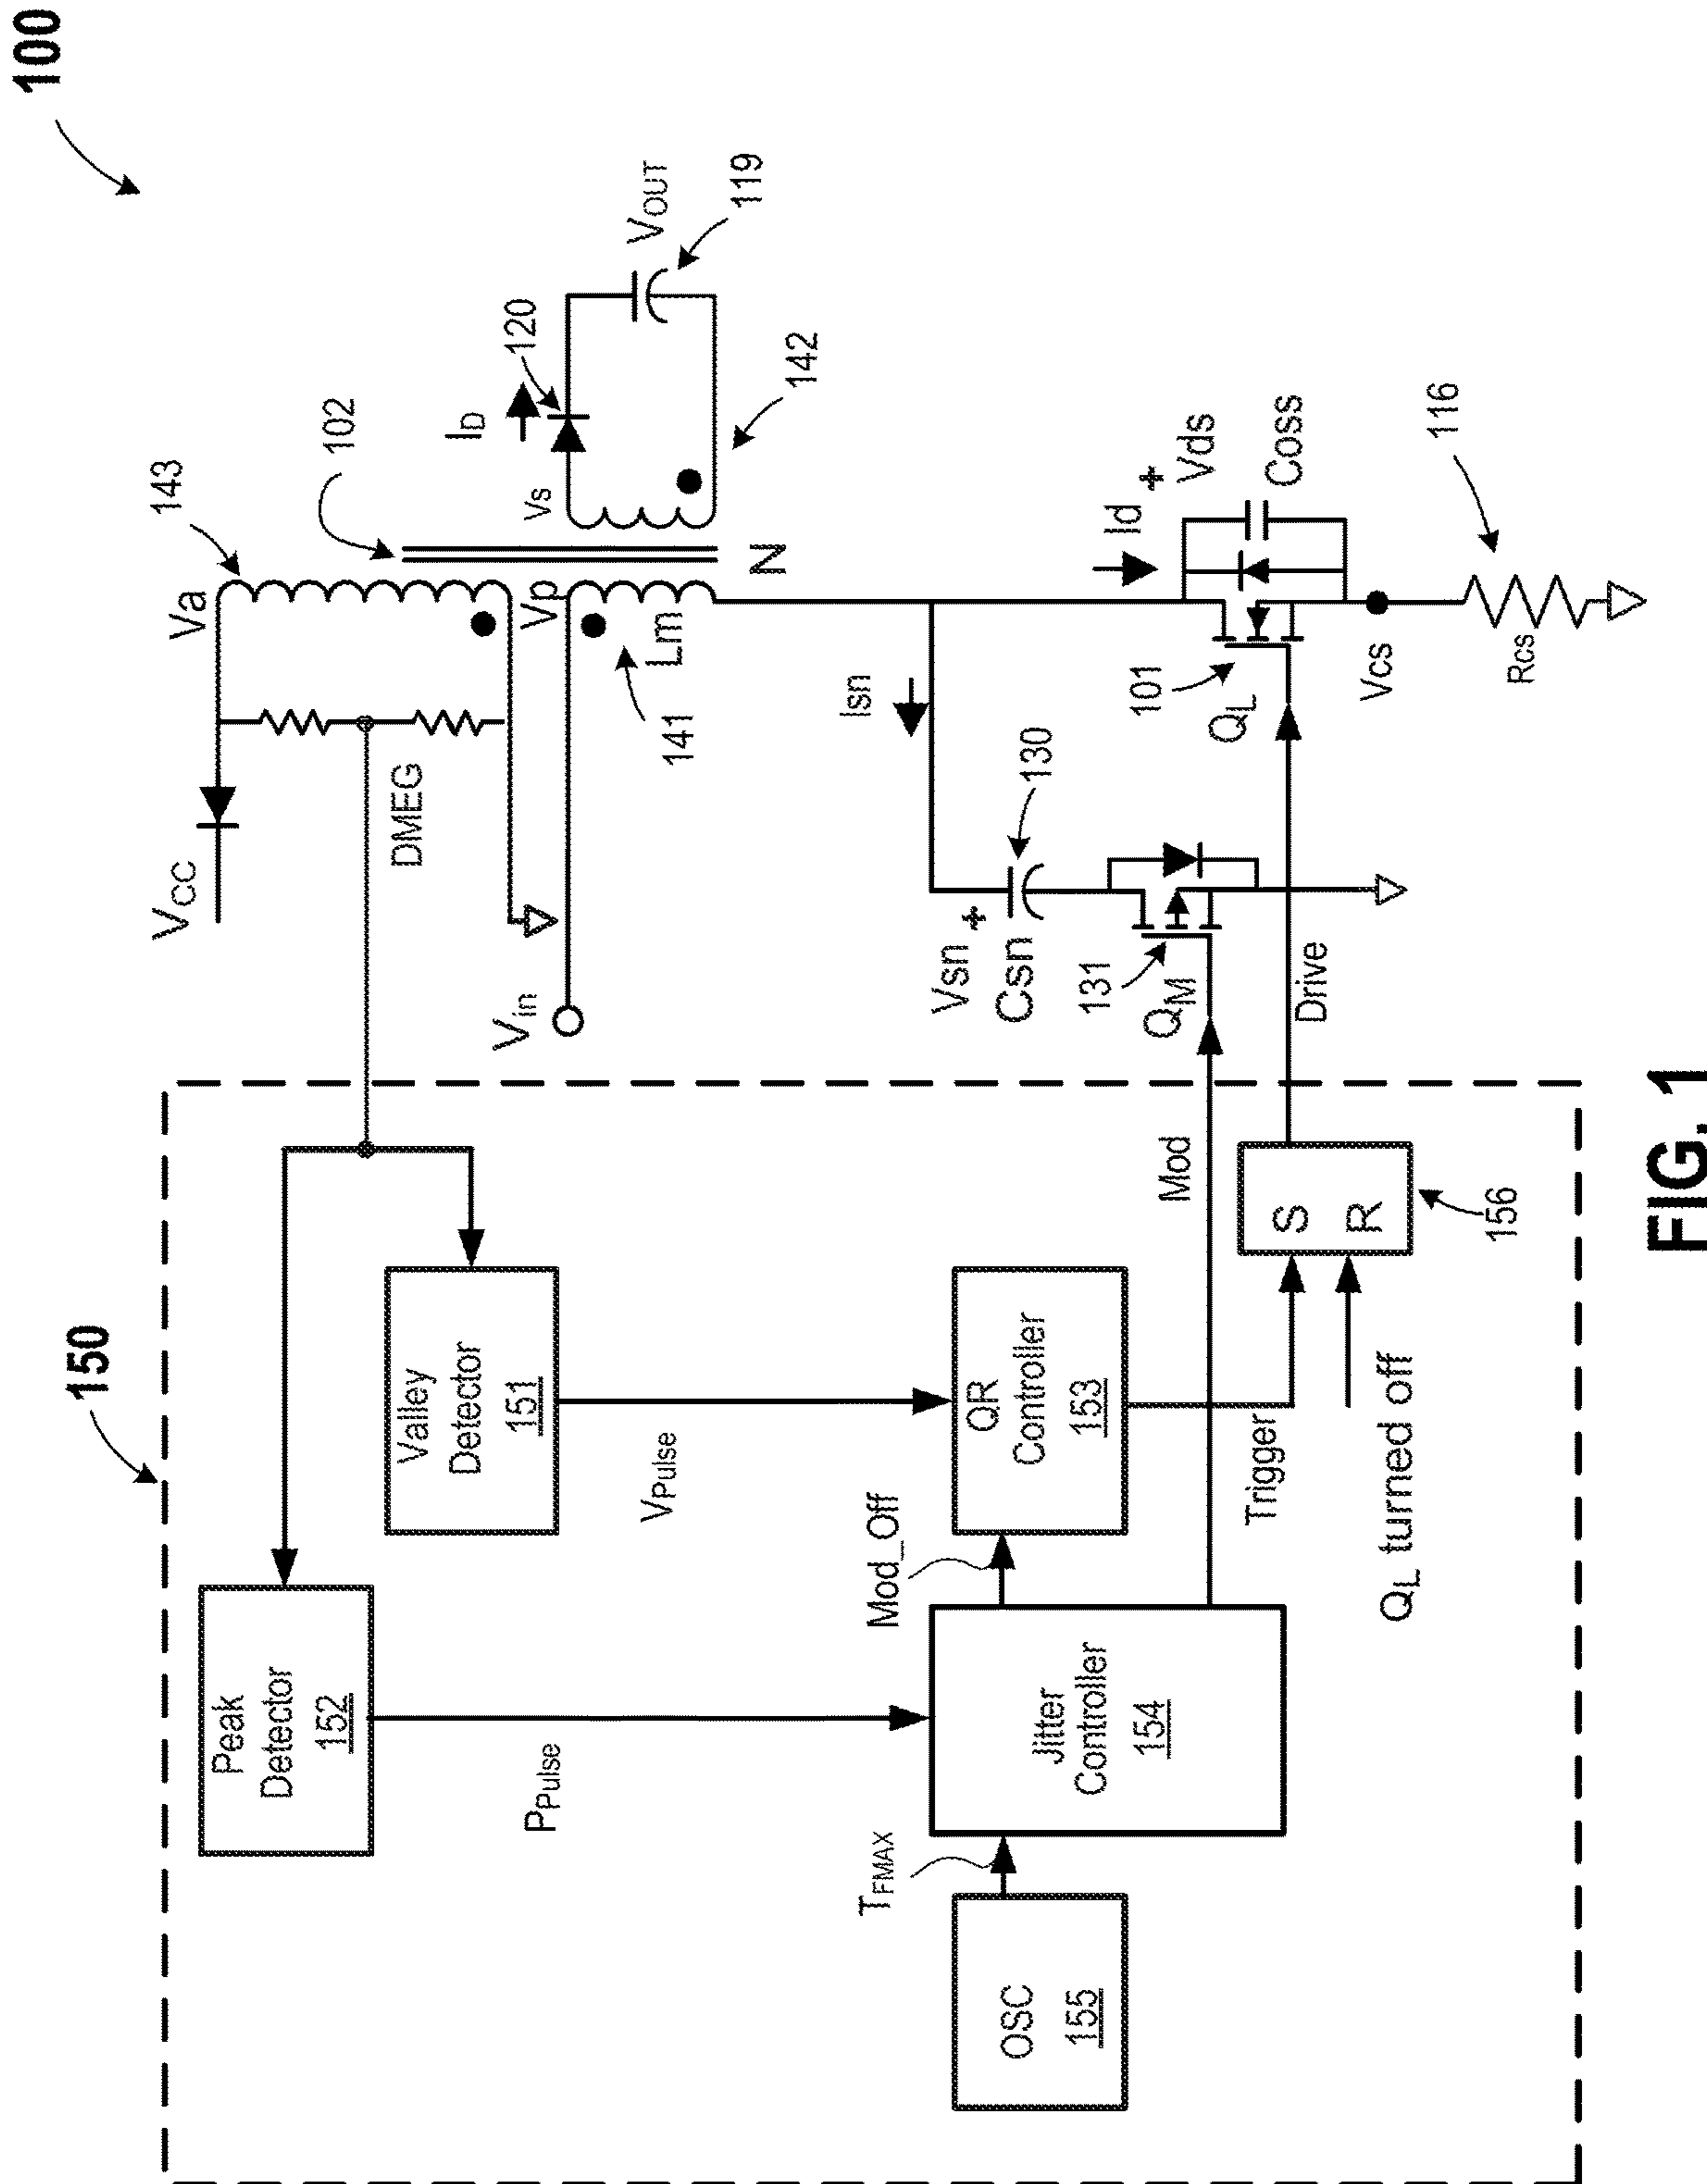 100
150
Peak
Detector
152
Valley
Detector
151
PPulse
VPulse
OSC
155
TFMAX
Jitter
Controller
154
Mod_Off
QR
Controller
153
Mod
Trigger
QL turned off
S
R
156
Drive
VCC
DMEG
Va
143
102
Vin
Vp
141
Lm
N
Vs
ID
120
VOUT
119
142
Isn
Vsn
+
Csn
130
131
QM
101
QL
Id
+
Vds
Coss
Vcs
Rcs
116
FIG. 1